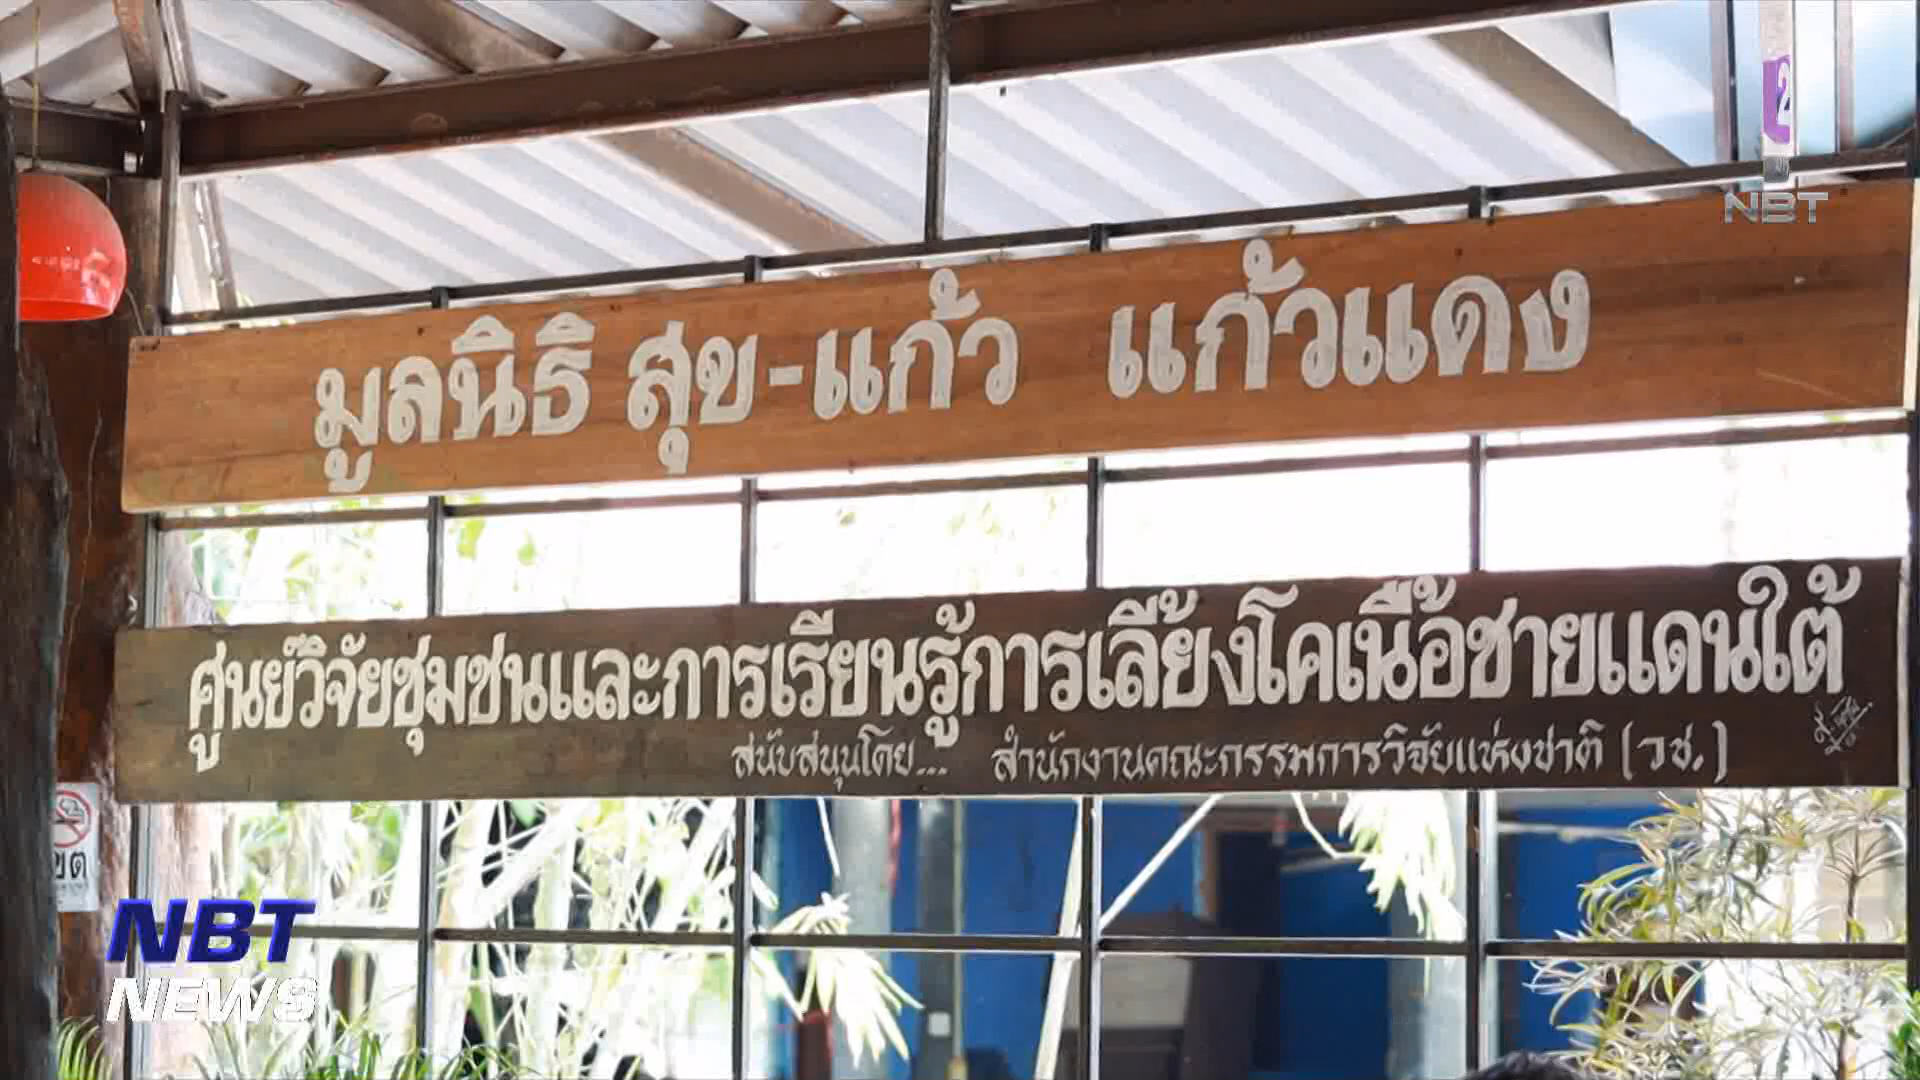 2
NBT
มูลนิธิ สุข-แก้ว แก้วแดง
ศูนย์วิจัยชุมชนและการเรียนรู้การเลี้ยงโคเนื้อชายแดนใต้
สนับสนุนโดย... สำนักงานคณะกรรมการวิจัยแห่งชาติ (วช.)
ขต
NBT
NEWS